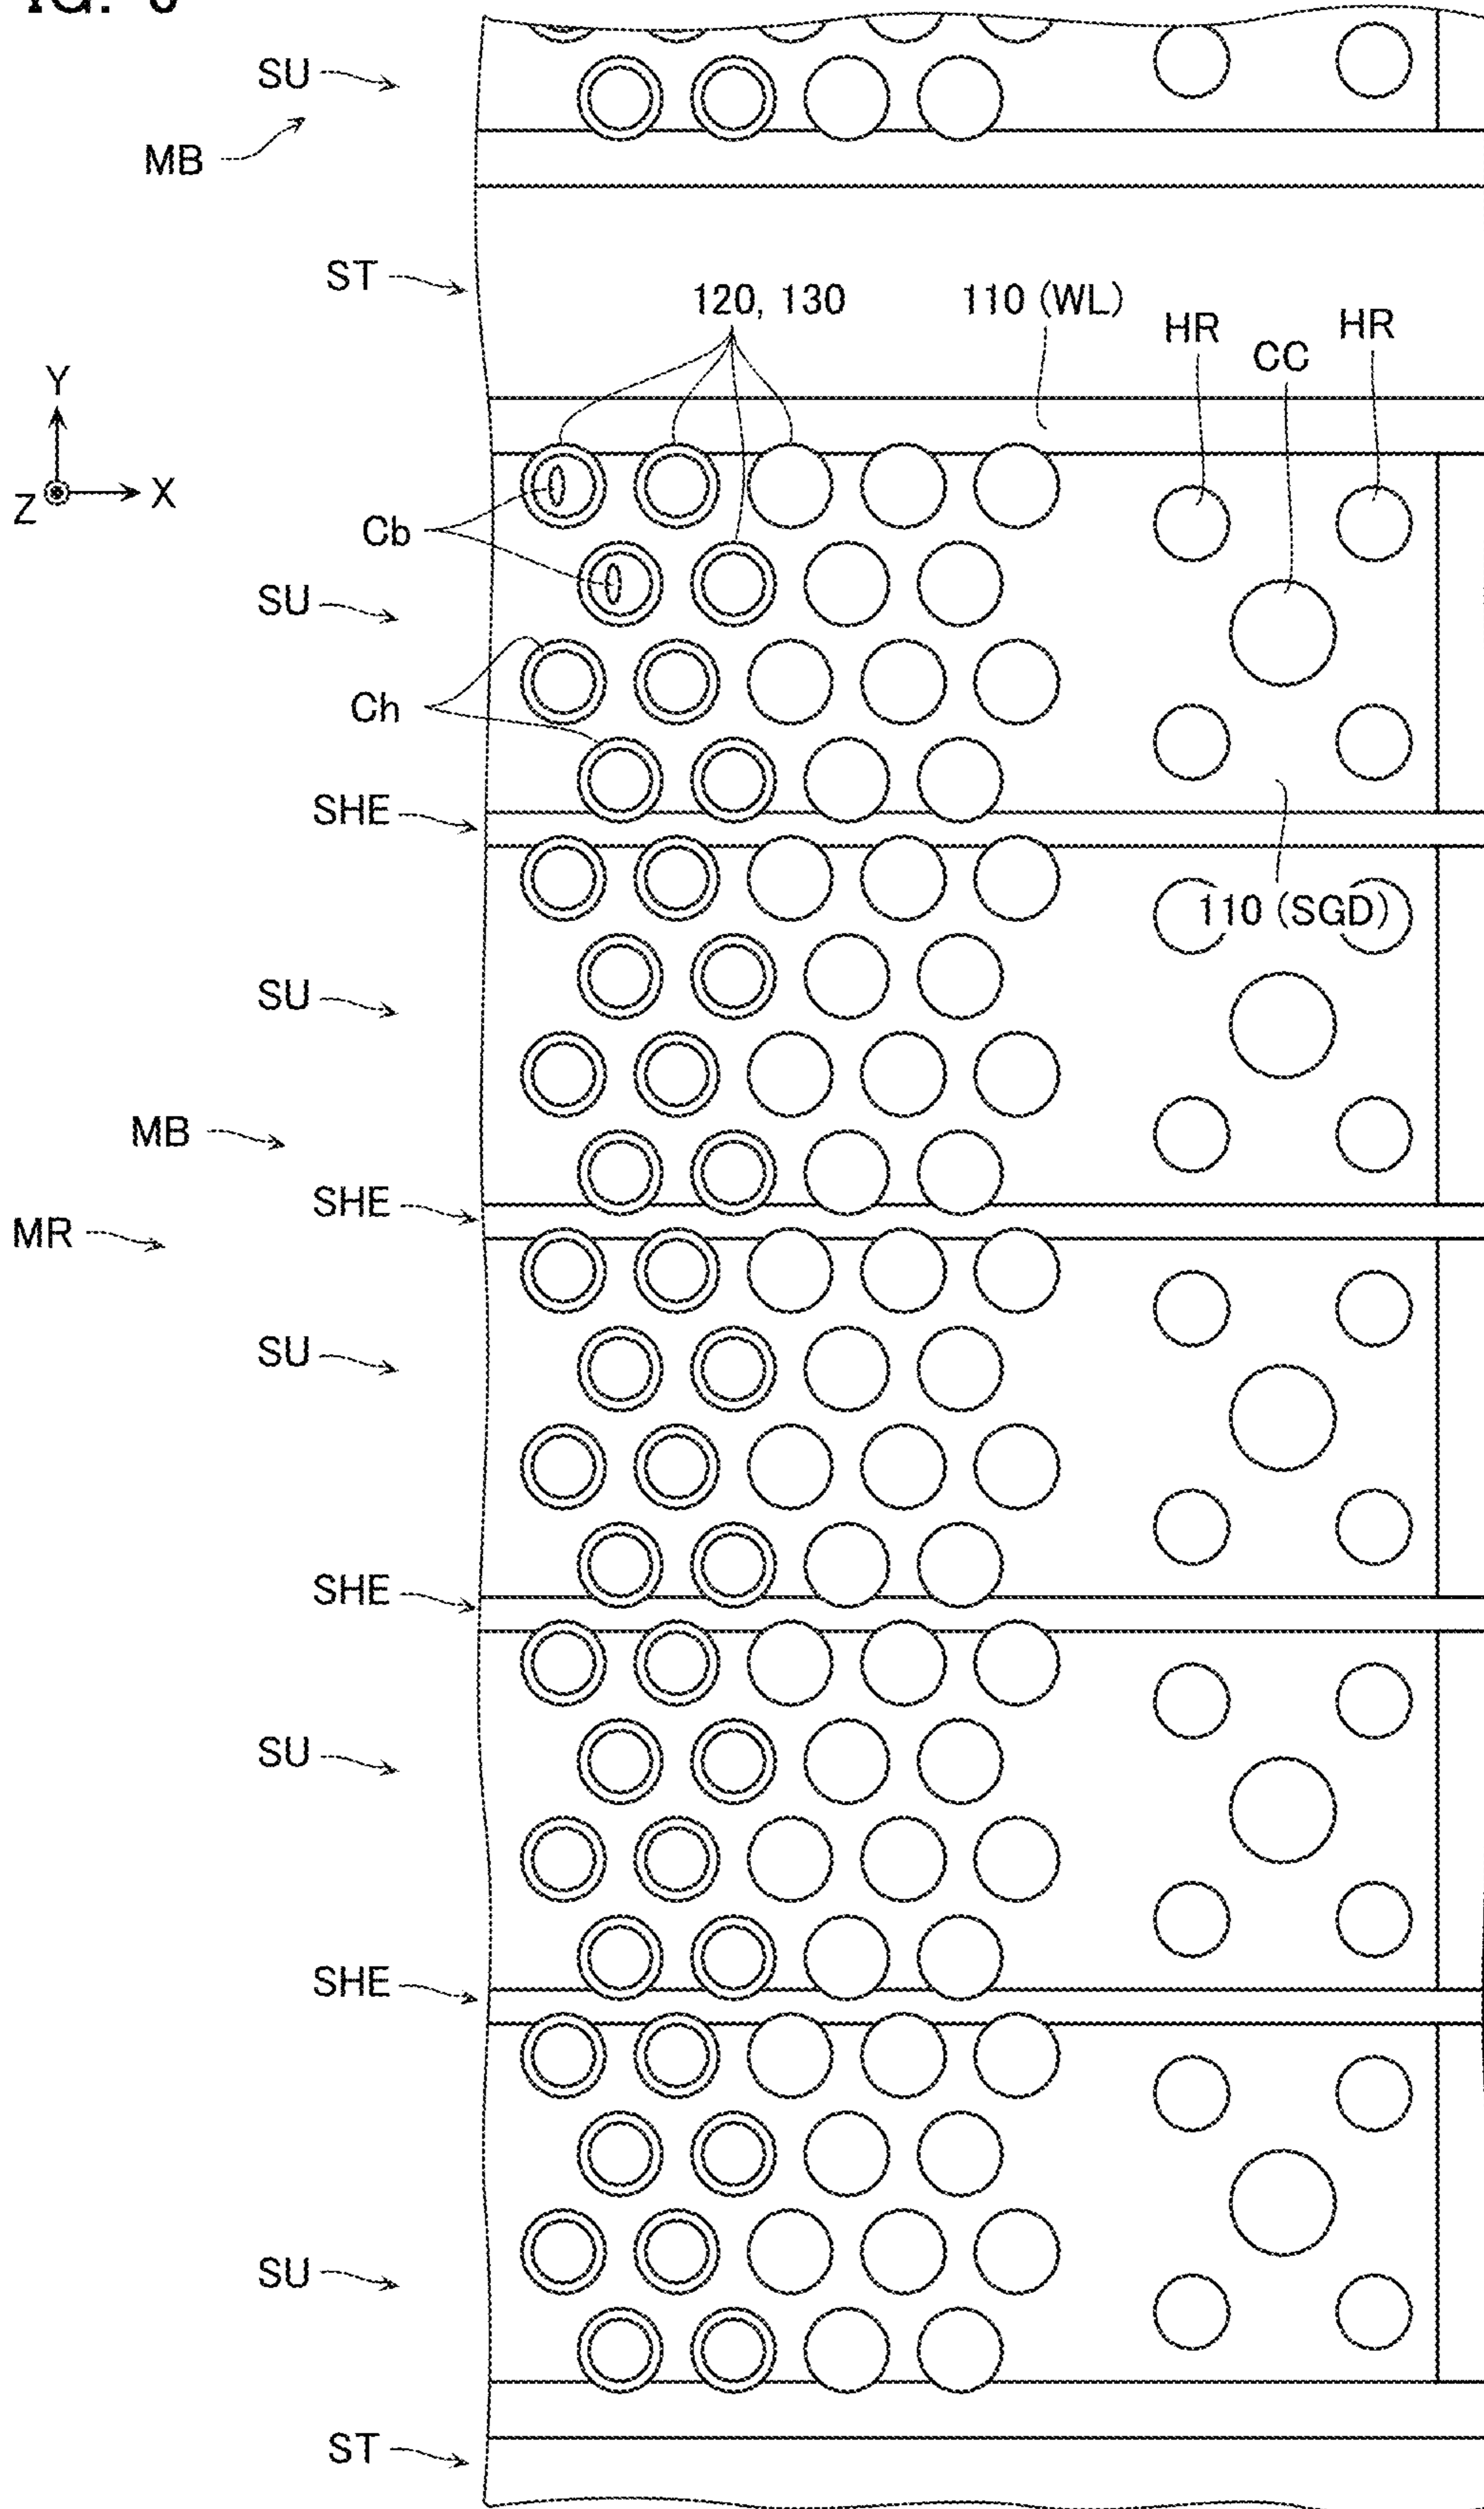 SU
MB
ST
120, 130
110 (WL)
HR
HR
CC
Y
X
Z
Cb
SU
Ch
SHE
110 (SGD)
SU
MB
SHE
MR
SU
SHE
SU
SHE
SU
ST